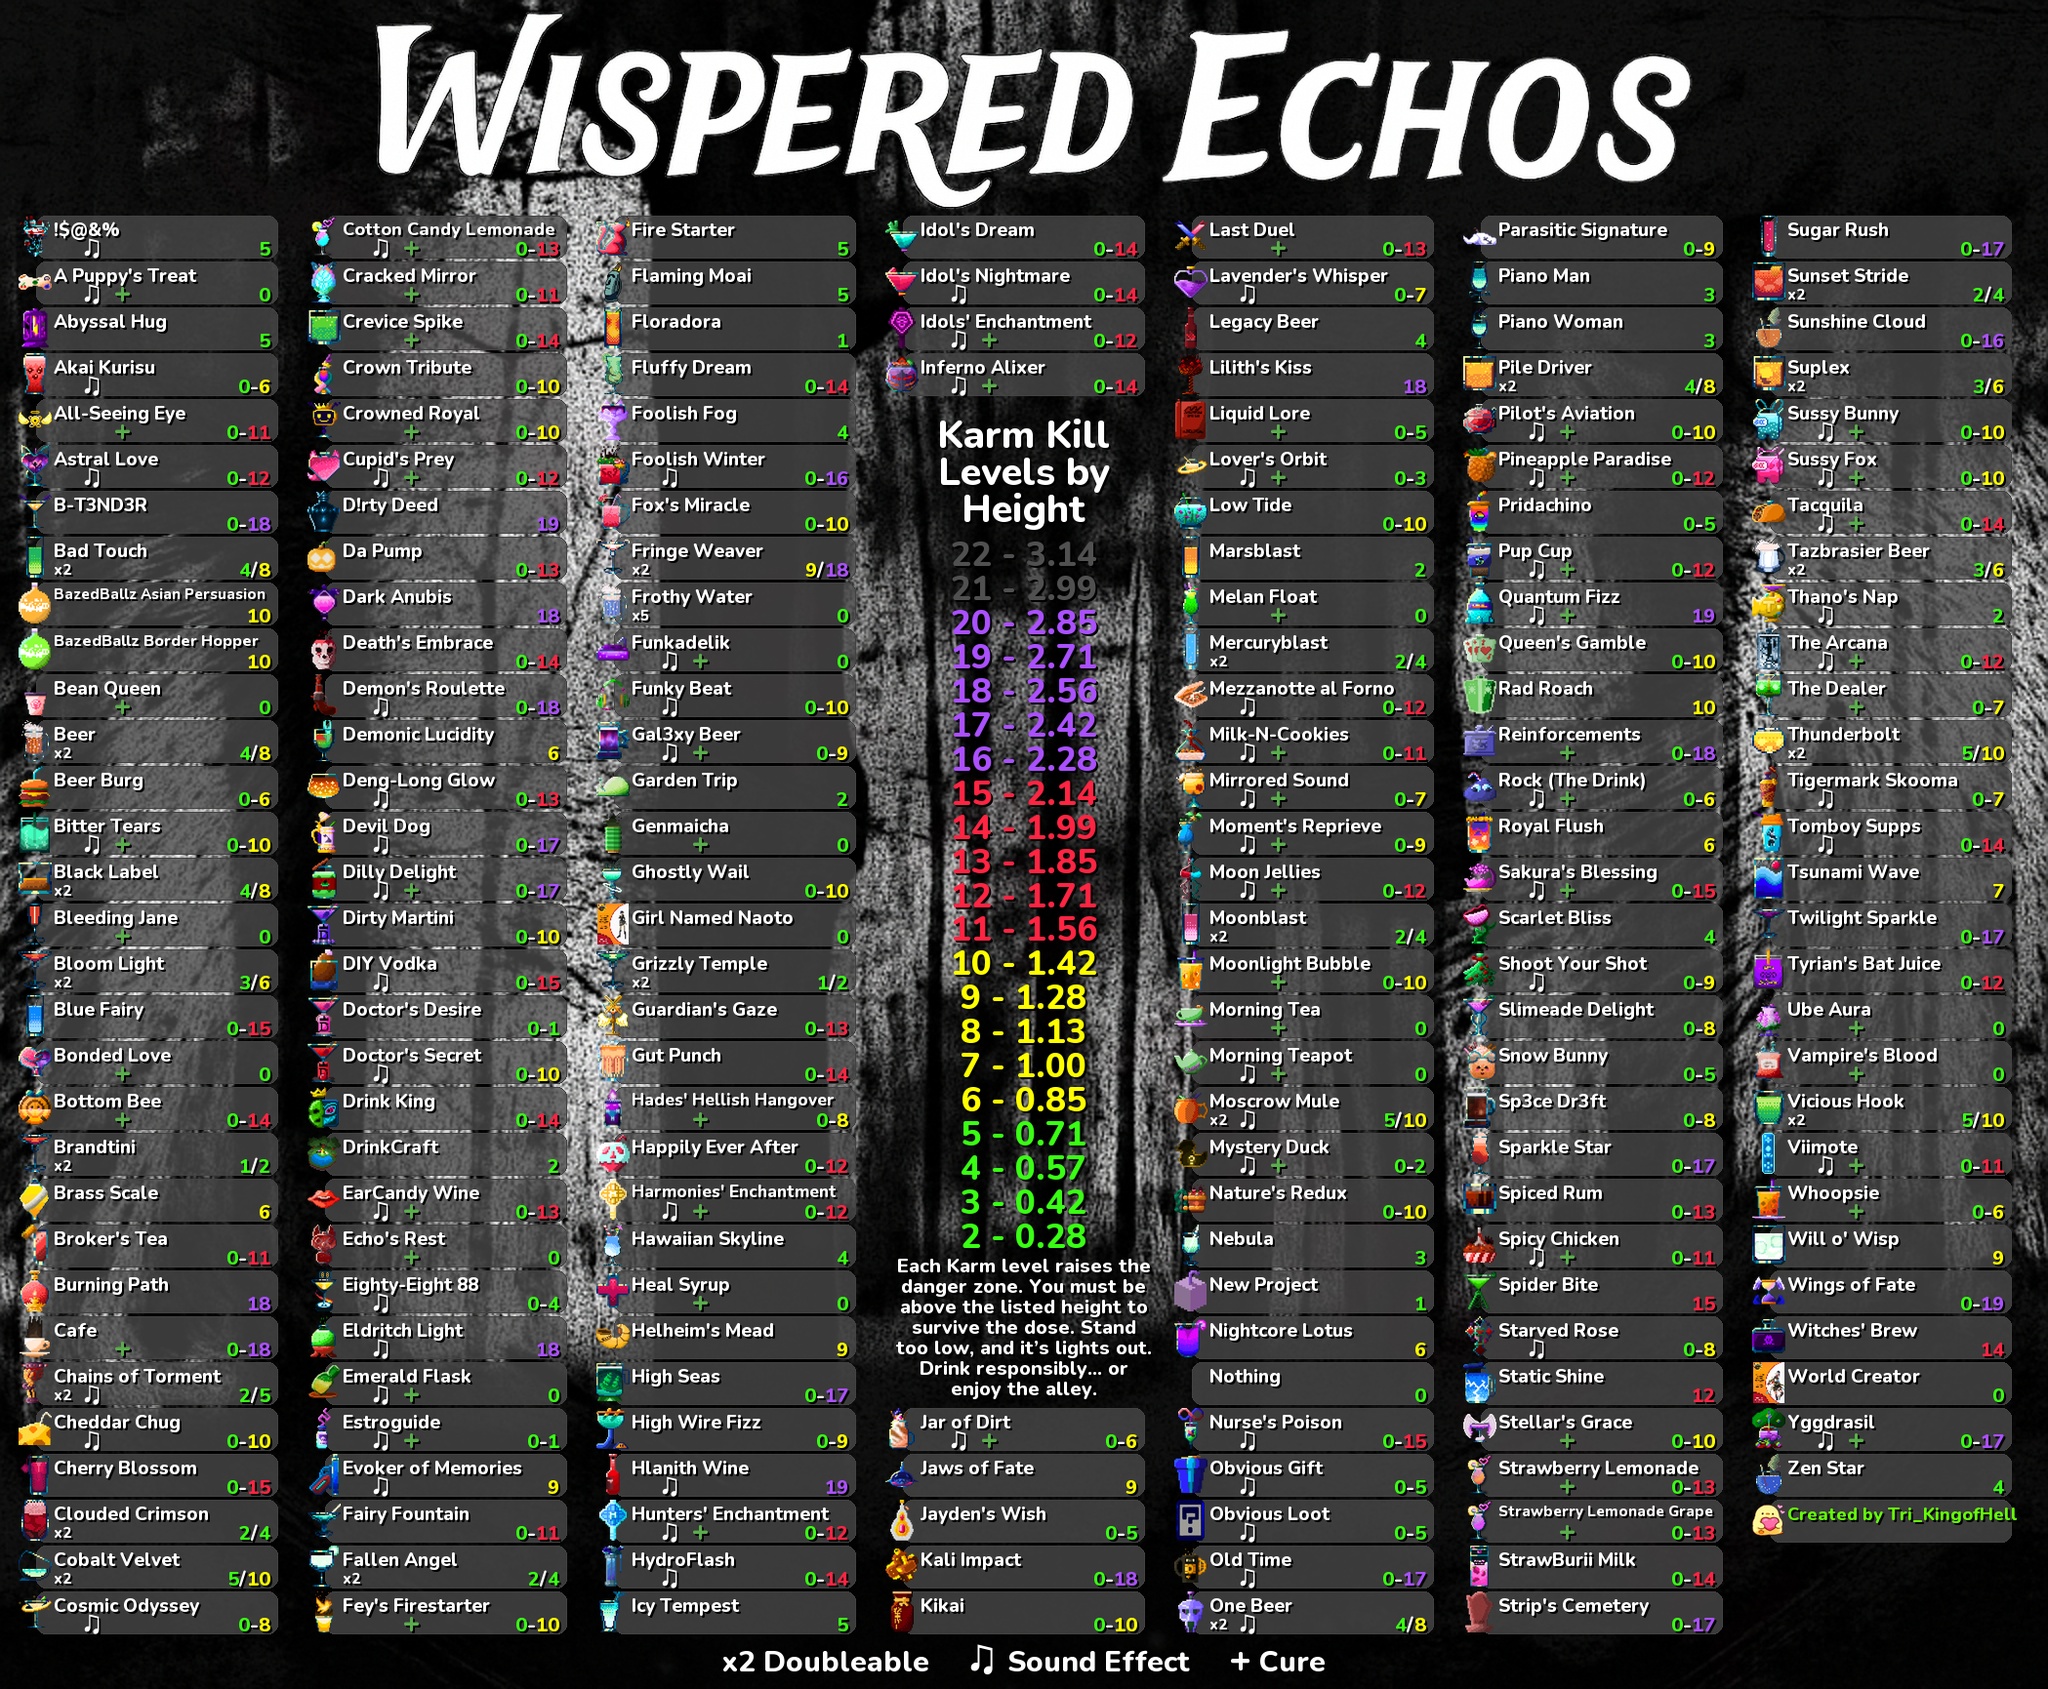 WISPERED ECHOS
!$@&%
♫ 5
A Puppy's Treat
♫ + 0
Abyssal Hug
5
Akai Kurisu
♫ 0-6
All-Seeing Eye
+ 0-11
Astral Love
♫ 0-12
B-T3ND3R
0-18
Bad Touch
x2 4/8
BazedBallz Asian Persuasion
10
BazedBallz Border Hopper
10
Bean Queen
+ 0
Beer
x2 4/8
Beer Burg
0-6
Bitter Tears
♫ + 0-10
Black Label
x2 4/8
Bleeding Jane
+ 0
Bloom Light
x2 3/6
Blue Fairy
0-15
Bonded Love
+ 0
Bottom Bee
+ 0-14
Brandtini
x2 1/2
Brass Scale
6
Broker's Tea
0-11
Burning Path
18
Cafe
+ 0-18
Chains of Torment
x2 ♫ 2/5
Cheddar Chug
♫ 0-10
Cherry Blossom
0-15
Clouded Crimson
x2 2/4
Cobalt Velvet
x2 5/10
Cosmic Odyssey
♫ 0-8
Cotton Candy Lemonade
♫ + 0-13
Cracked Mirror
+ 0-11
Crevice Spike
+ 0-14
Crown Tribute
0-10
Crowned Royal
+ 0-10
Cupid's Prey
♫ + 0-12
D!rty Deed
19
Da Pump
0-13
Dark Anubis
18
Death's Embrace
0-14
Demon's Roulette
♫ 0-18
Demonic Lucidity
6
Deng-Long Glow
♫ 0-13
Devil Dog
♫ 0-17
Dilly Delight
♫ + 0-17
Dirty Martini
0-10
DIY Vodka
♫ 0-15
Doctor's Desire
0-1
Doctor's Secret
♫ 0-10
Drink King
0-14
DrinkCraft
2
EarCandy Wine
♫ + 0-13
Echo's Rest
+ 0
Eighty-Eight 88
♫ 0-4
Eldritch Light
♫ 18
Emerald Flask
♫ + 0
Estroguide
♫ + 0-1
Evoker of Memories
♫ 9
Fairy Fountain
0-11
Fallen Angel
x2 2/4
Fey's Firestarter
+ 0-10
Fire Starter
5
Flaming Moai
5
Floradora
1
Fluffy Dream
0-14
Foolish Fog
4
Foolish Winter
♫ 0-16
Fox's Miracle
0-10
Fringe Weaver
x2 9/18
Frothy Water
x5 0
Funkadelik
♫ + 0
Funky Beat
♫ 0-10
Gal3xy Beer
♫ + 0-9
Garden Trip
2
Genmaicha
+ 0
Ghostly Wail
0-10
Girl Named Naoto
0
Grizzly Temple
x2 1/2
Guardian's Gaze
0-13
Gut Punch
0-14
Hades' Hellish Hangover
+ 0-8
Happily Ever After
0-12
Harmonies' Enchantment
♫ + 0-12
Hawaiian Skyline
4
Heal Syrup
+ 0
Helheim's Mead
9
High Seas
0-17
High Wire Fizz
0-9
Hlanith Wine
19
Hunters' Enchantment
♫ + 0-12
HydroFlash
♫ 0-14
Icy Tempest
5
Idol's Dream
0-14
Idol's Nightmare
♫ 0-14
Idols' Enchantment
♫ + 0-12
Inferno Alixer
♫ + 0-14
Karm Kill
Levels by
Height
22 - 3.14
21 - 2.99
20 - 2.85
19 - 2.71
18 - 2.56
17 - 2.42
16 - 2.28
15 - 2.14
14 - 1.99
13 - 1.85
12 - 1.71
11 - 1.56
10 - 1.42
9 - 1.28
8 - 1.13
7 - 1.00
6 - 0.85
5 - 0.71
4 - 0.57
3 - 0.42
2 - 0.28
Each Karm level raises the
danger zone. You must be
above the listed height to
survive the dose. Stand
too low, and it's lights out.
Drink responsibly... or
enjoy the alley.
Jar of Dirt
♫ + 0-6
Jaws of Fate
9
Jayden's Wish
0-5
Kali Impact
0-18
Kikai
0-10
Last Duel
+ 0-13
Lavender's Whisper
♫ 0-7
Legacy Beer
4
Lilith's Kiss
18
Liquid Lore
+ 0-5
Lover's Orbit
♫ + 0-3
Low Tide
0-10
Marsblast
2
Melan Float
+ 0
Mercuryblast
x2 2/4
Mezzanotte al Forno
♫ 0-12
Milk-N-Cookies
♫ + 0-11
Mirrored Sound
♫ + 0-7
Moment's Reprieve
♫ + 0-9
Moon Jellies
♫ + 0-12
Moonblast
x2 2/4
Moonlight Bubble
+ 0-10
Morning Tea
+ 0
Morning Teapot
♫ + 0
Moscrow Mule
x2 ♫ 5/10
Mystery Duck
♫ + 0-2
Nature's Redux
0-10
Nebula
3
New Project
1
Nightcore Lotus
6
Nothing
0
Nurse's Poison
♫ 0-15
Obvious Gift
♫ 0-5
Obvious Loot
♫ 0-5
Old Time
♫ 0-17
One Beer
x2 ♫ 4/8
Parasitic Signature
0-9
Piano Man
3
Piano Woman
3
Pile Driver
x2 4/8
Pilot's Aviation
♫ + 0-10
Pineapple Paradise
♫ + 0-12
Pridachino
0-5
Pup Cup
♫ + 0-12
Quantum Fizz
♫ + 19
Queen's Gamble
0-10
Rad Roach
10
Reinforcements
+ 0-18
Rock (The Drink)
♫ + 0-6
Royal Flush
6
Sakura's Blessing
♫ + 0-15
Scarlet Bliss
4
Shoot Your Shot
♫ 0-9
Slimeade Delight
0-8
Snow Bunny
0-5
Sp3ce Dr3ft
0-8
Sparkle Star
0-17
Spiced Rum
0-13
Spicy Chicken
♫ + 0-11
Spider Bite
15
Starved Rose
♫ 0-8
Static Shine
12
Stellar's Grace
+ 0-10
Strawberry Lemonade
+ 0-13
Strawberry Lemonade Grape
+ 0-13
StrawBurii Milk
0-14
Strip's Cemetery
0-17
Sugar Rush
0-17
Sunset Stride
x2 2/4
Sunshine Cloud
0-16
Suplex
x2 3/6
Sussy Bunny
♫ + 0-10
Sussy Fox
♫ + 0-10
Tacquila
♫ + 0-14
Tazbrasier Beer
x2 3/6
Thano's Nap
♫ 2
The Arcana
♫ + 0-12
The Dealer
+ 0-7
Thunderbolt
x2 5/10
Tigermark Skooma
♫ 0-7
Tomboy Supps
♫ 0-14
Tsunami Wave
7
Twilight Sparkle
0-17
Tyrian's Bat Juice
0-12
Ube Aura
+ 0
Vampire's Blood
+ 0
Vicious Hook
x2 5/10
Viimote
♫ + 0-11
Whoopsie
+ 0-6
Will o' Wisp
9
Wings of Fate
0-19
Witches' Brew
14
World Creator
0
Yggdrasil
♫ + 0-17
Zen Star
4
Created by Tri_KingofHell
x2 Doubleable ♫ Sound Effect + Cure